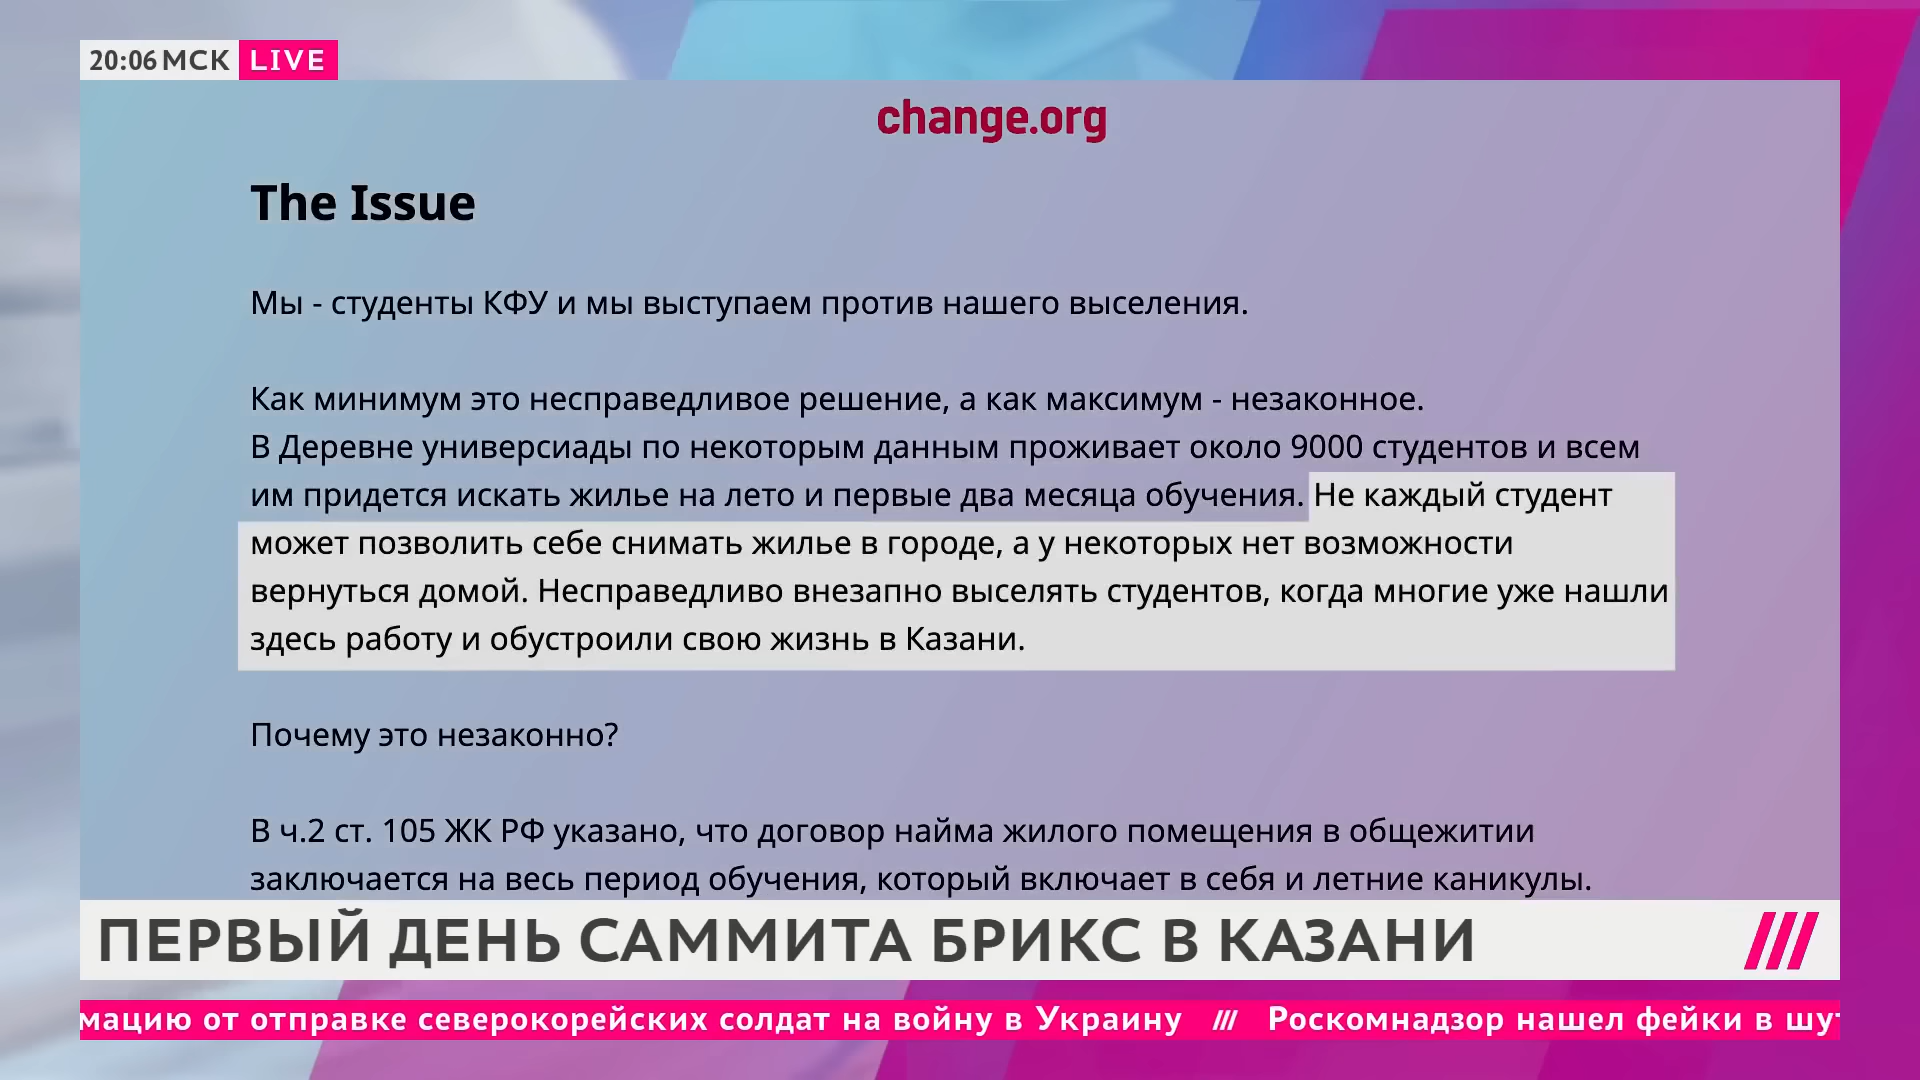 20:06 МСК LIVE
change.org
The Issue
Мы - студенты КФУ и мы выступаем против нашего выселения.
Как минимум это несправедливое решение, а как максимум - незаконное.
В Деревне универсиады по некоторым данным проживает около 9000 студентов и всем
им придется искать жилье на лето и первые два месяца обучения. Не каждый студент
может позволить себе снимать жилье в городе, а у некоторых нет возможности
вернуться домой. Несправедливо внезапно выселять студентов, когда многие уже нашли
здесь работу и обустроили свою жизнь в Казани.
Почему это незаконно?
В ч.2 ст. 105 ЖК РФ указано, что договор найма жилого помещения в общежитии
заключается на весь период обучения, который включает в себя и летние каникулы.
ПЕРВЫЙ ДЕНЬ САММИТА БРИКС В КАЗАНИ
мацию от отправке северокорейских солдат на войну в Украину /// Роскомнадзор нашел фейки в шу